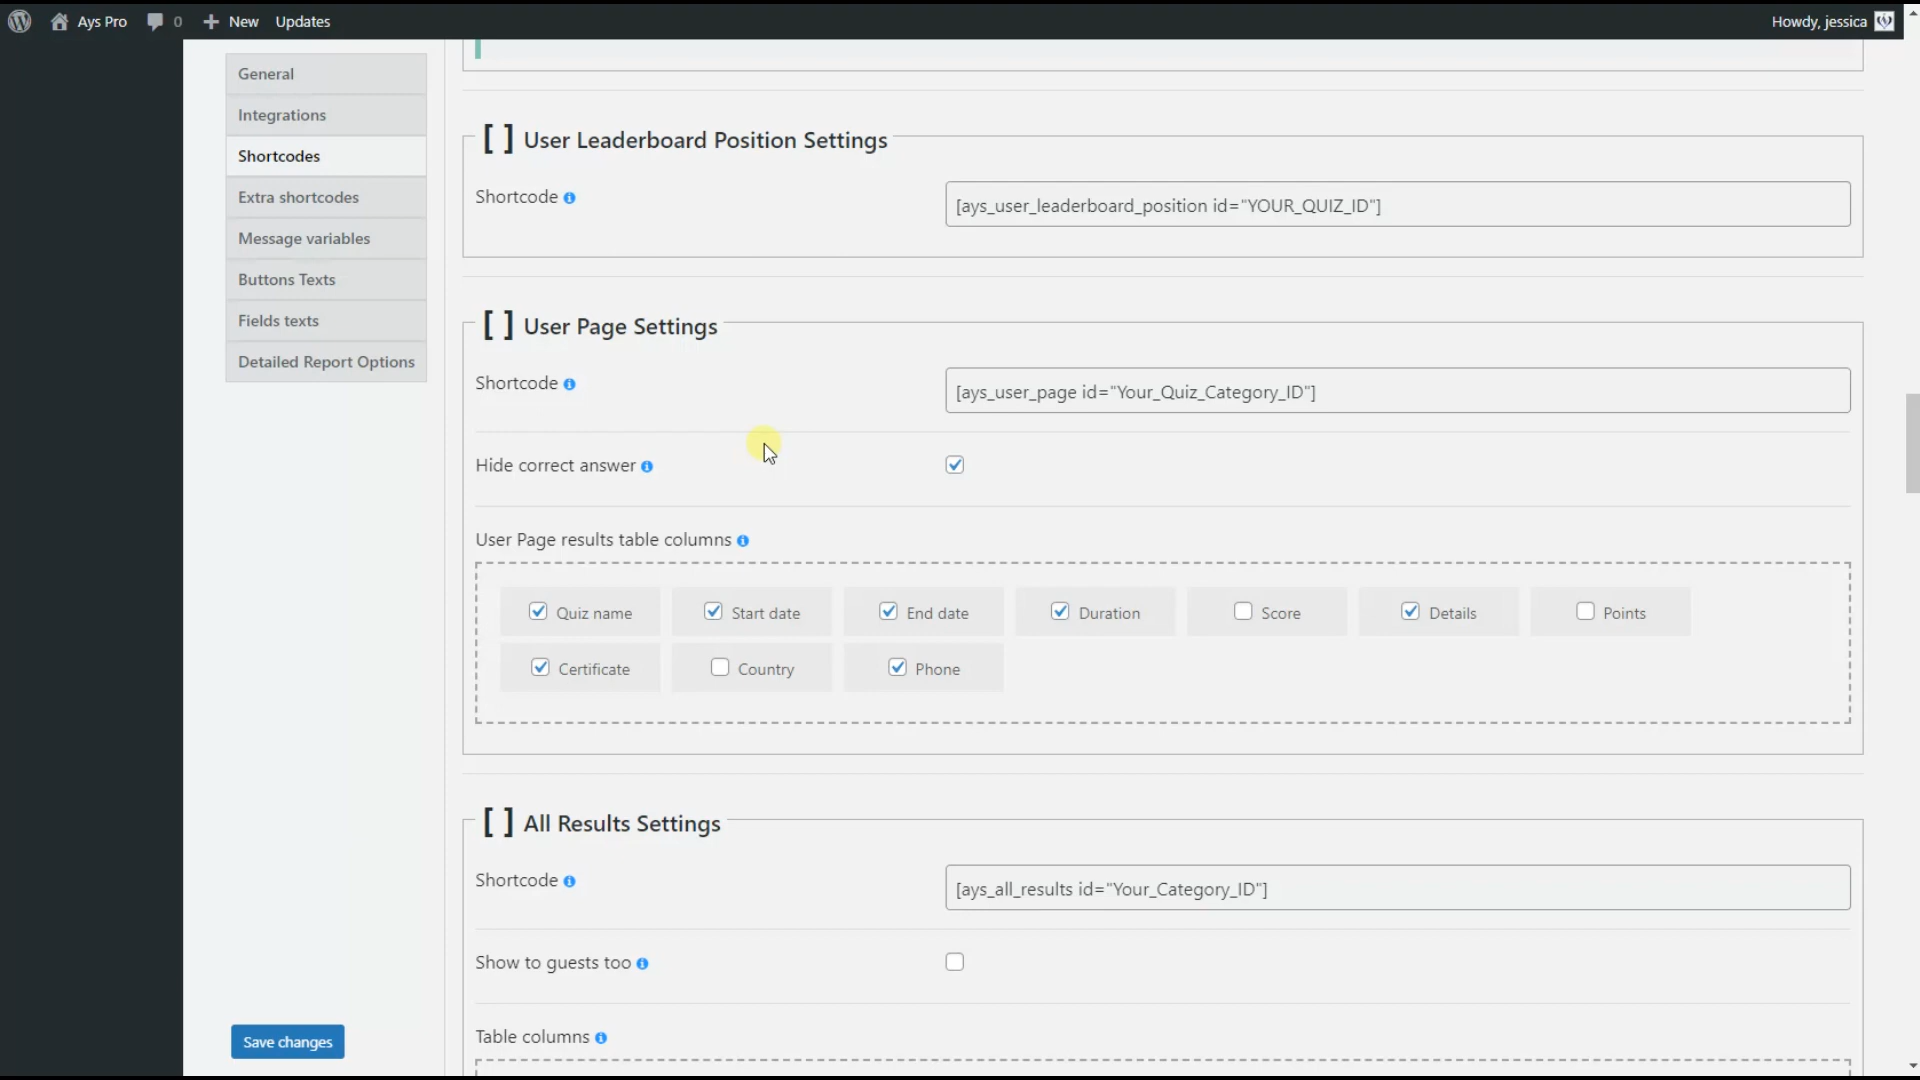 Ays Pro 0 New Updates Howdy, jessica
General
Integrations
Shortcodes
Extra shortcodes
Message variables
Buttons Texts
Fields texts
Detailed Report Options
Save changes
[ ] User Leaderboard Position Settings
Shortcode
[ays_user_leaderboard_position id="YOUR_QUIZ_ID"]
[ ] User Page Settings
Shortcode
[ays_user_page id="Your_Quiz_Category_ID"]
Hide correct answer
User Page results table columns
Quiz name Start date End date Duration Score Details Points
Certificate Country Phone
[ ] All Results Settings
Shortcode
[ays_all_results id="Your_Category_ID"]
Show to guests too
Table columns